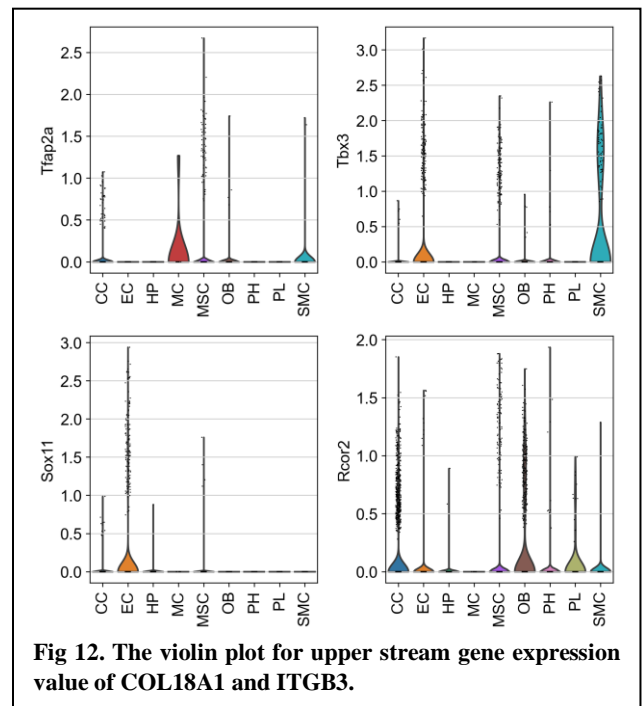 Tfap2a
2.5
2.0
1.5
1.0
0.5
0.0
CC EC HP MC MSC OB PH PL SMC
Tbx3
3.0
2.5
2.0
1.5
1.0
0.5
0.0
CC EC HP MC MSC OB PH PL SMC
Sox11
3.0
2.5
2.0
1.5
1.0
0.5
0.0
CC EC HP MC MSC OB PH PL SMC
Rcor2
2.0
1.5
1.0
0.5
0.0
CC EC HP MC MSC OB PH PL SMC
Fig 12. The violin plot for upper stream gene expression
value of COL18A1 and ITGB3.